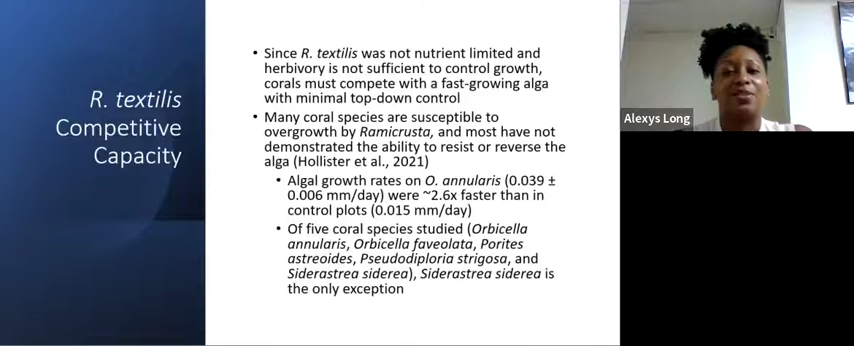 R. textilis
Competitive
Capacity
• Since R. textilis was not nutrient limited and
herbivory is not sufficient to control growth,
corals must compete with a fast-growing alga
with minimal top-down control
• Many coral species are susceptible to
overgrowth by Ramicrusta, and most have not
demonstrated the ability to resist or reverse the
alga (Hollister et al., 2021)
• Algal growth rates on O. annularis (0.039 ±
0.006 mm/day) were ~2.6x faster than in
control plots (0.015 mm/day)
• Of five coral species studied (Orbicella
annularis, Orbicella faveolata, Porites
astreoides, Pseudodiploria strigosa, and
Siderastrea siderea), Siderastrea siderea is
the only exception
Alexys Long